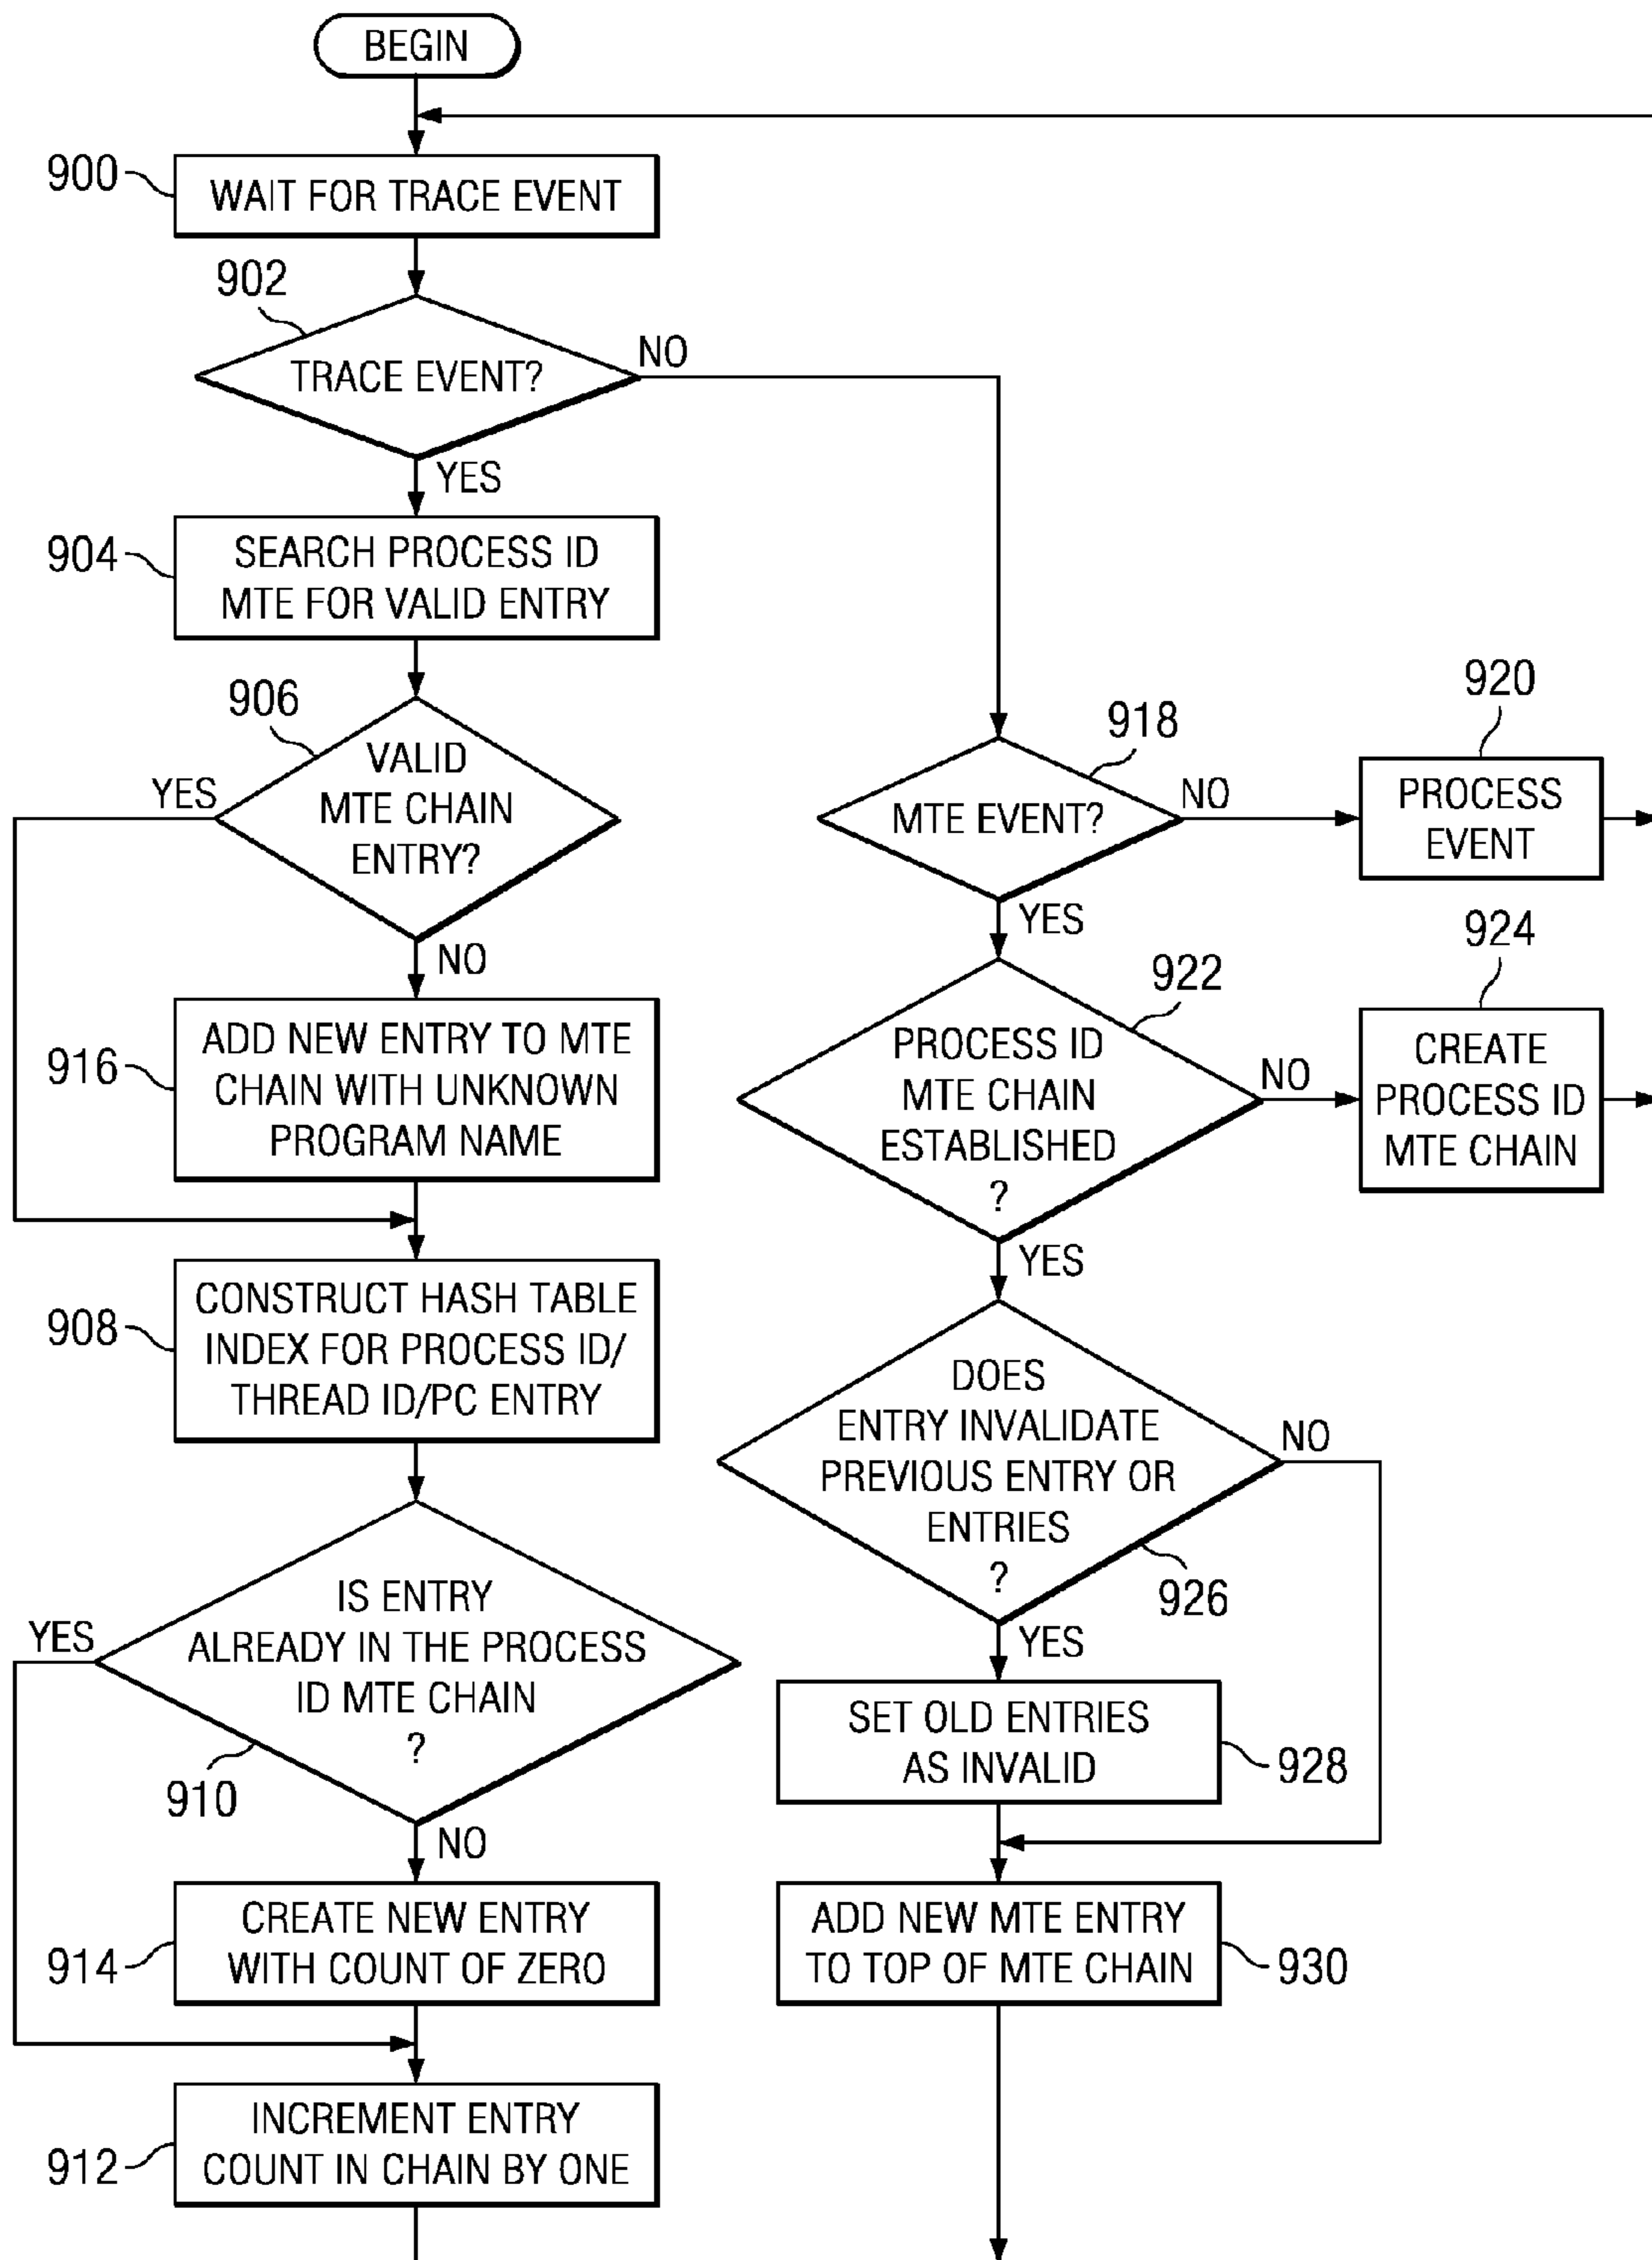 BEGIN
900
WAIT FOR TRACE EVENT
902
TRACE EVENT?
NO
YES
904
SEARCH PROCESS ID
MTE FOR VALID ENTRY
906
VALID
MTE CHAIN
ENTRY?
YES
NO
916
ADD NEW ENTRY TO MTE
CHAIN WITH UNKNOWN
PROGRAM NAME
908
CONSTRUCT HASH TABLE
INDEX FOR PROCESS ID/
THREAD ID/PC ENTRY
IS ENTRY
ALREADY IN THE PROCESS
ID MTE CHAIN
?
YES
910
NO
914
CREATE NEW ENTRY
WITH COUNT OF ZERO
912
INCREMENT ENTRY
COUNT IN CHAIN BY ONE
918
MTE EVENT?
NO
920
PROCESS
EVENT
YES
922
PROCESS ID
MTE CHAIN
ESTABLISHED
?
NO
924
CREATE
PROCESS ID
MTE CHAIN
YES
DOES
ENTRY INVALIDATE
PREVIOUS ENTRY OR
ENTRIES
?
NO
926
YES
SET OLD ENTRIES
AS INVALID
928
ADD NEW MTE ENTRY
TO TOP OF MTE CHAIN
930